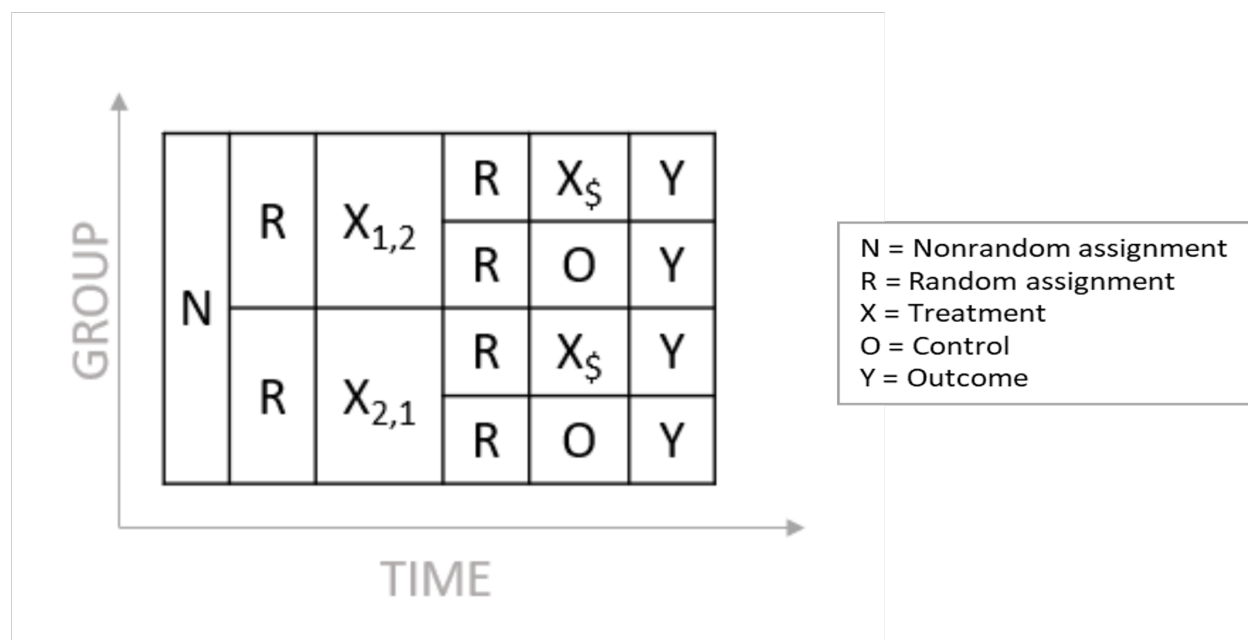 GROUP
N
R
X1,2
R X$ Y
R O Y
R
X2,1
R X$ Y
R O Y
TIME
N = Nonrandom assignment
R = Random assignment
X = Treatment
O = Control
Y = Outcome